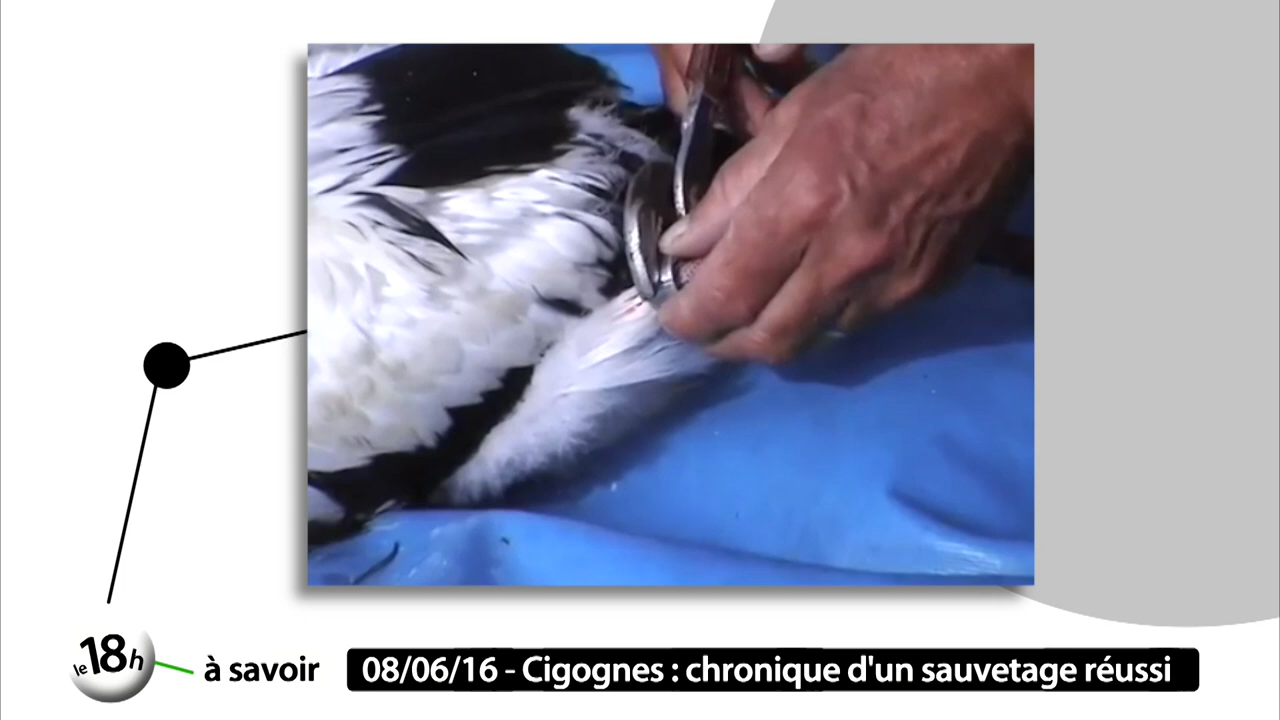 le 18h
à savoir
08/06/16 - Cigognes : chronique d'un sauvetage réussi